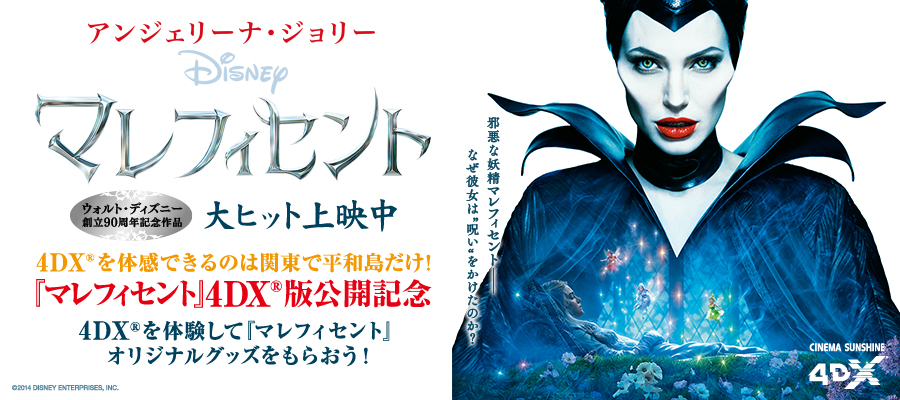 アンジェリーナ・ジョリー
Disney
マレフィセント
ウォルト・ディズニー
創立90周年記念作品
大ヒット上映中
4DX®を体感できるのは関東で平和島だけ!
『マレフィセント』4DX®版公開記念
4DX®を体験して『マレフィセント』
オリジナルグッズをもらおう!
©2014 DISNEY ENTERPRISES, INC.
邪悪な妖精マレフィセント――
なぜ彼女は“呪い”をかけたのか?
CINEMA SUNSHINE
4DX